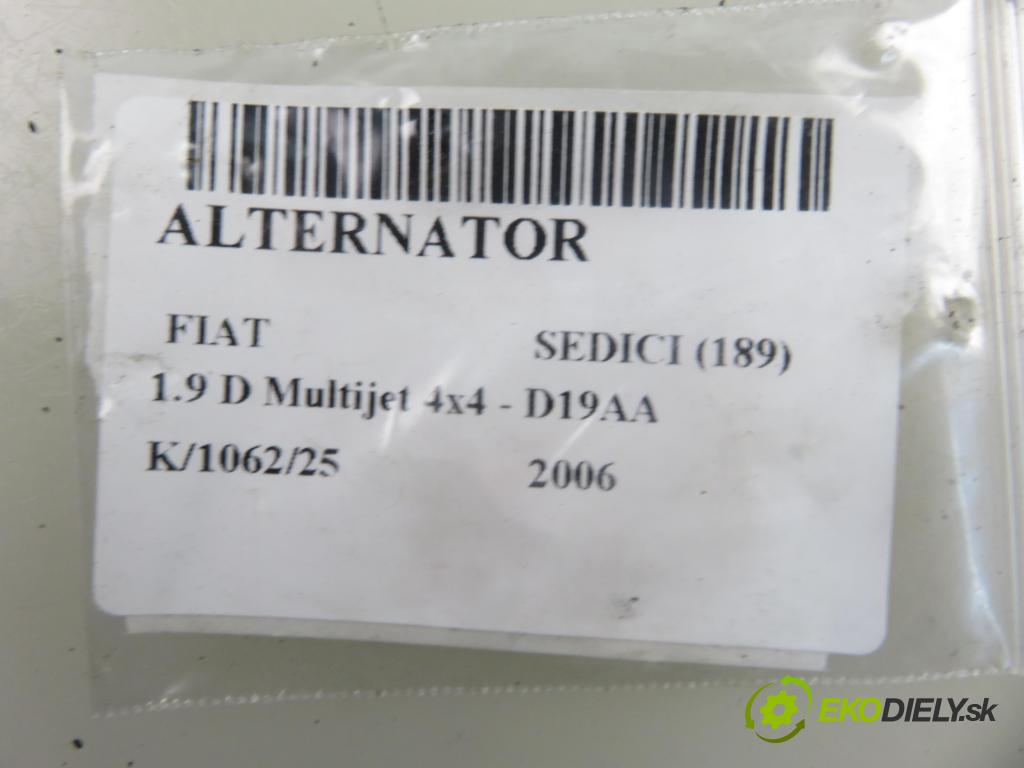 ALTERNATOR
FIAT SEDICI (189)
1.9 D Multijet 4x4 - D19AA
K/1062/25 2006
EKODIELY.sk